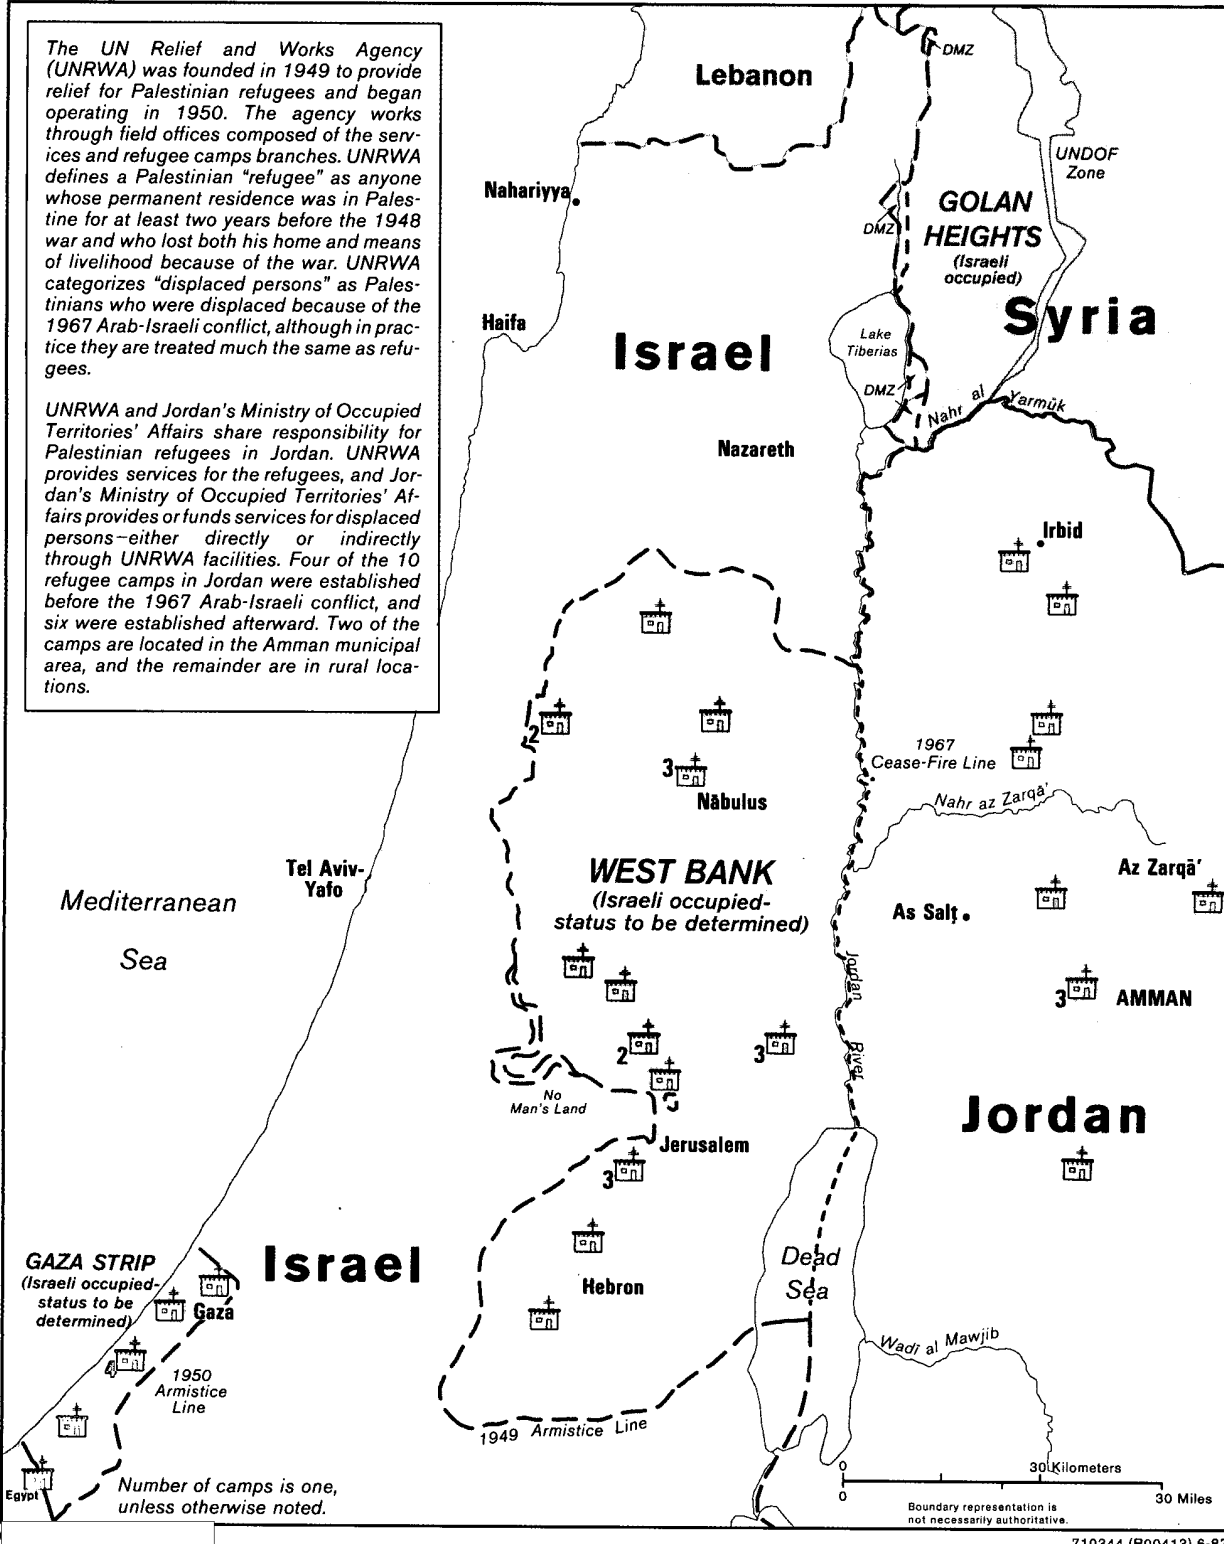 The UN Relief and Works Agency
(UNRWA) was founded in 1949 to provide
relief for Palestinian refugees and began
operating in 1950. The agency works
through field offices composed of the serv-
ices and refugee camps branches. UNRWA
defines a Palestinian "refugee" as anyone
whose permanent residence was in Pales-
tine for at least two years before the 1948
war and who lost both his home and means
of livelihood because of the war. UNRWA
categorizes "displaced persons" as Pales-
tinians who were displaced because of the
1967 Arab-Israeli conflict, although in prac-
tice they are treated much the same as refu-
gees.
UNRWA and Jordan's Ministry of Occupied
Territories' Affairs share responsibility for
Palestinian refugees in Jordan. UNRWA
provides services for the refugees, and Jor-
dan's Ministry of Occupied Territories' Af-
fairs provides or funds services for displaced
persons—either directly or indirectly
through UNRWA facilities. Four of the 10
refugee camps in Jordan were established
before the 1967 Arab-Israeli conflict, and
six were established afterward. Two of the
camps are located in the Amman municipal
area, and the remainder are in rural loca-
tions.
DMZ
Lebanon
UNDOF
Zone
Nahariyya
GOLAN
HEIGHTS
(Israeli
occupied)
DMZ
Syria
Haifa
Israel
Lake
Tiberias
DMZ
Nahr al Yarmūk
Nazareth
Irbid
2
1967
Cease-Fire Line
3
Nābulus
Nahr az Zarqā'
Tel Aviv-
Yafo
WEST BANK
(Israeli occupied-
status to be determined)
Az Zarqā'
As Salṭ
Mediterranean
Sea
Jordan River
3
AMMAN
2
3
No
Man's Land
2
Jordan
Jerusalem
3
GAZA STRIP
(Israeli occupied-
status to be
determined)
Israel
Dead
Sea
Hebron
Gaza
Wadī al Mawjib
4
1950
Armistice
Line
1949 Armistice Line
Egypt
Number of camps is one,
unless otherwise noted.
0 30 Kilometers
0 30 Miles
Boundary representation is
not necessarily authoritative.
710344 (B00413) 6-87